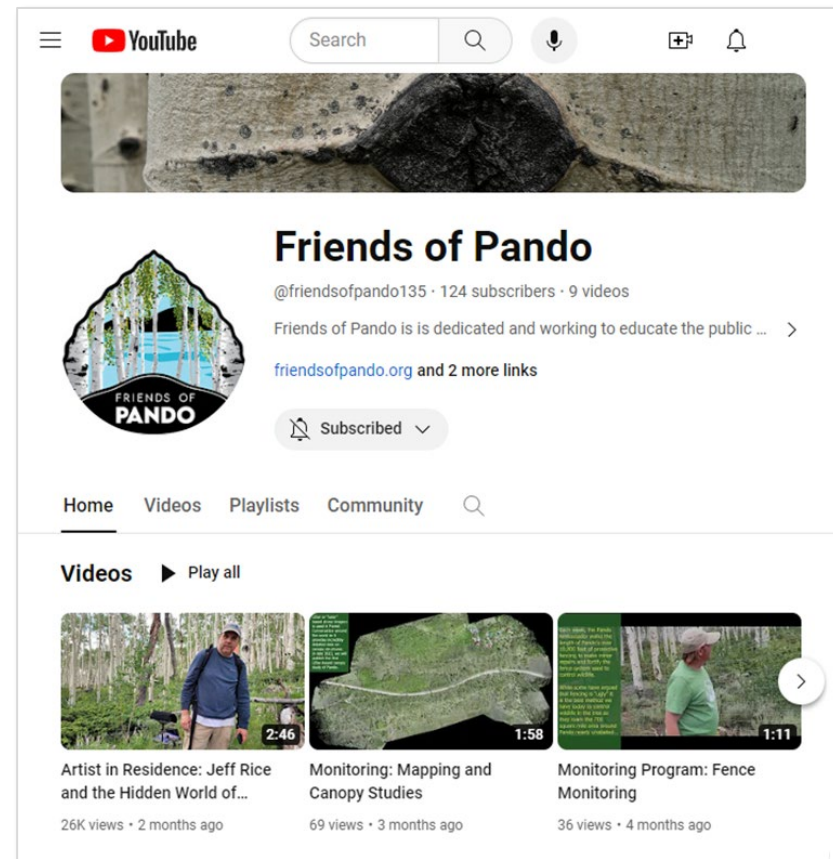 YouTube
Search
FRIENDS OF
PANDO
Friends of Pando
@friendsofpando135 · 124 subscribers · 9 videos
Friends of Pando is is dedicated and working to educate the public ...
friendsofpando.org and 2 more links
Subscribed
Home Videos Playlists Community
Videos Play all
2:46
1:58
1:11
Artist in Residence: Jeff Rice
and the Hidden World of...
26K views • 2 months ago
Monitoring: Mapping and
Canopy Studies
69 views • 3 months ago
Monitoring Program: Fence
Monitoring
36 views • 4 months ago